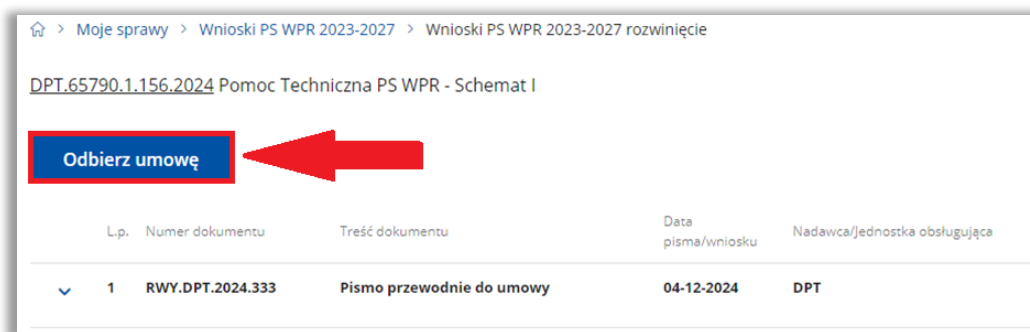 > Moje sprawy > Wnioski PS WPR 2023-2027 > Wnioski PS WPR 2023-2027 rozwinięcie
DPT.65790.1.156.2024 Pomoc Techniczna PS WPR - Schemat I
Odbierz umowę
L.p. Numer dokumentu Treść dokumentu Data pisma/wniosku Nadawca/Jednostka obsługująca
1 RWY.DPT.2024.333 Pismo przewodnie do umowy 04-12-2024 DPT